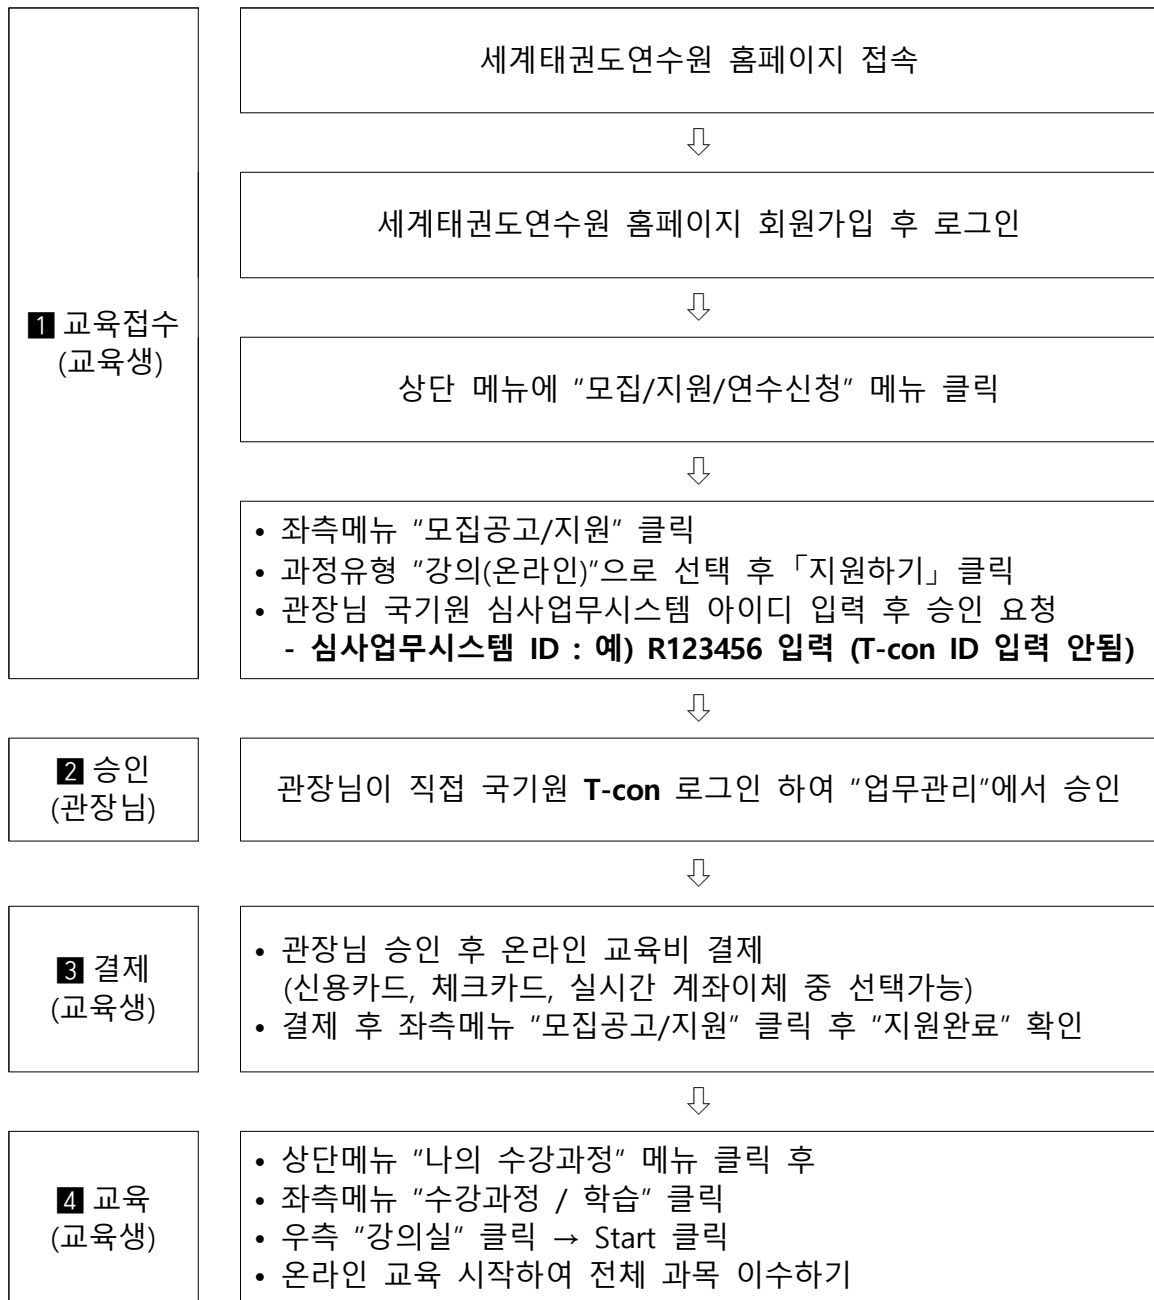 세계태권도연수원 홈페이지 접속
⇩
세계태권도연수원 홈페이지 회원가입 후 로그인
⇩
1 교육접수
(교육생)
상단 메뉴에 "모집/지원/연수신청" 메뉴 클릭
⇩
• 좌측메뉴 "모집공고/지원" 클릭
• 과정유형 "강의(온라인)"으로 선택 후「지원하기」클릭
• 관장님 국기원 심사업무시스템 아이디 입력 후 승인 요청
- 심사업무시스템 ID : 예) R123456 입력 (T-con ID 입력 안됨)
⇩
2 승인
(관장님)
관장님이 직접 국기원 T-con 로그인 하여 "업무관리"에서 승인
⇩
3 결제
(교육생)
• 관장님 승인 후 온라인 교육비 결제
(신용카드, 체크카드, 실시간 계좌이체 중 선택가능)
• 결제 후 좌측메뉴 "모집공고/지원" 클릭 후 "지원완료" 확인
⇩
4 교육
(교육생)
• 상단메뉴 "나의 수강과정" 메뉴 클릭 후
• 좌측메뉴 "수강과정 / 학습" 클릭
• 우측 "강의실" 클릭 → Start 클릭
• 온라인 교육 시작하여 전체 과목 이수하기